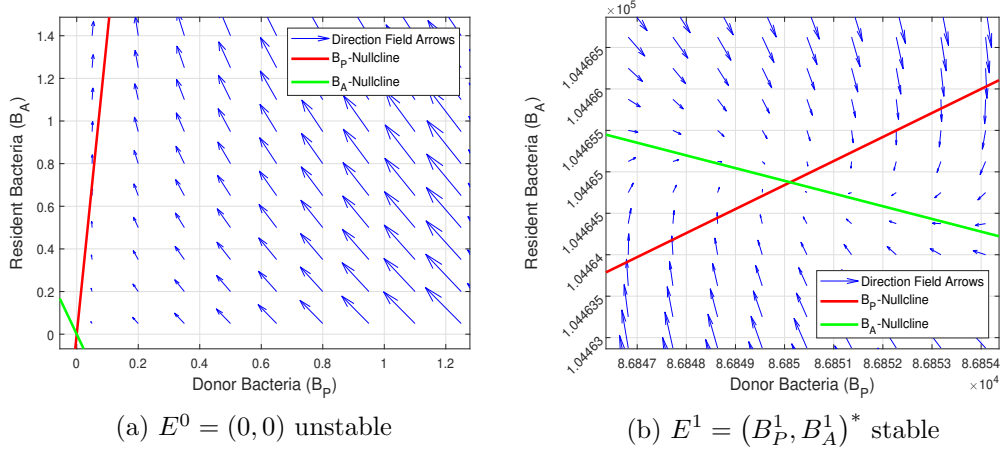 1.4
1.2
1
0.8
0.6
0.4
0.2
0
Resident Bacteria (B_A)
0 0.2 0.4 0.6 0.8 1 1.2
Donor Bacteria (B_P)
Direction Field Arrows
B_P-Nullcline
B_A-Nullcline
(a) E^0 = (0, 0) unstable
×10^5
1.044665
1.04466
1.044655
1.04465
1.044645
1.04464
1.044635
1.04463
Resident Bacteria (B_A)
8.6847 8.6848 8.6849 8.685 8.6851 8.6852 8.6853 8.6854
×10^4
Donor Bacteria (B_P)
Direction Field Arrows
B_P-Nullcline
B_A-Nullcline
(b) E^1 = (B_P^1, B_A^1)^* stable